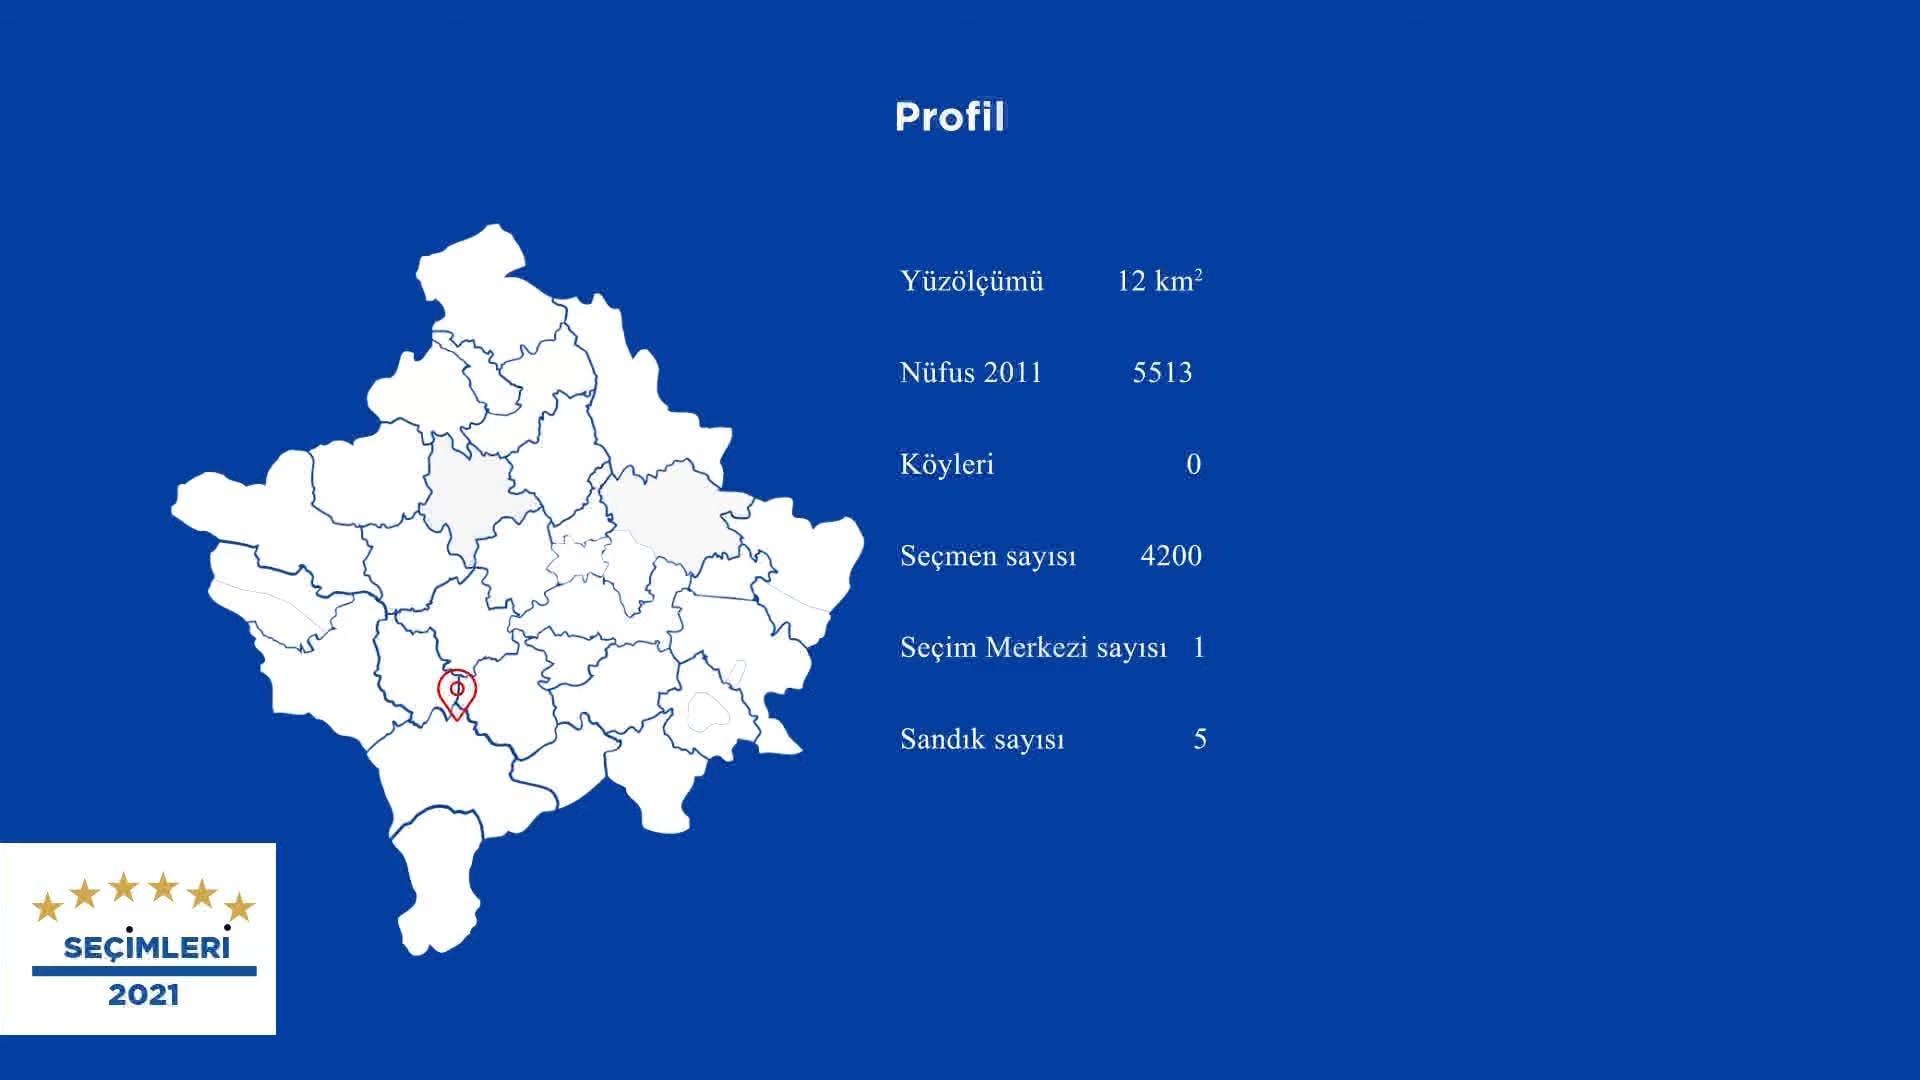 Profil
Yüzölçümü 12 km²
Nüfus 2011 5513
Köyleri 0
Seçmen sayısı 4200
Seçim Merkezi sayısı 1
Sandık sayısı 5
SEÇİMLERİ
2021